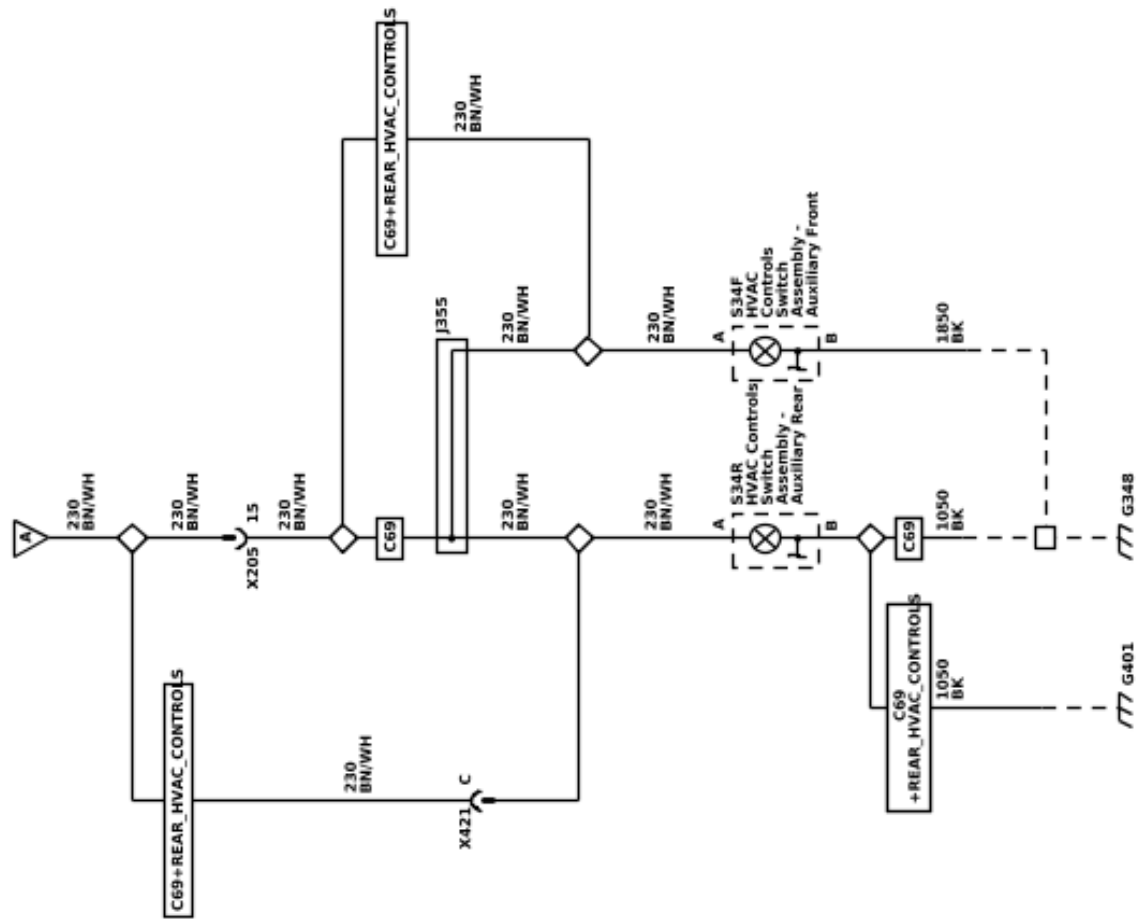 A
230
BN/WH
230
BN/WH
X205
15
230
BN/WH
C69+REAR_HVAC_CONTROLS
C69+REAR_HVAC_CONTROLS
230
BN/WH
C69
J355
230
BN/WH
230
BN/WH
230
BN/WH
X421
C
230
BN/WH
230
BN/WH
A
S34R
HVAC Controls
Switch
Assembly -
Auxiliary Rear
B
A
S34F
HVAC
Controls
Switch
Assembly -
Auxiliary Front
B
C69
+REAR_HVAC_CONTROLS
1050
BK
C69
1050
BK
1850
BK
G401
G348